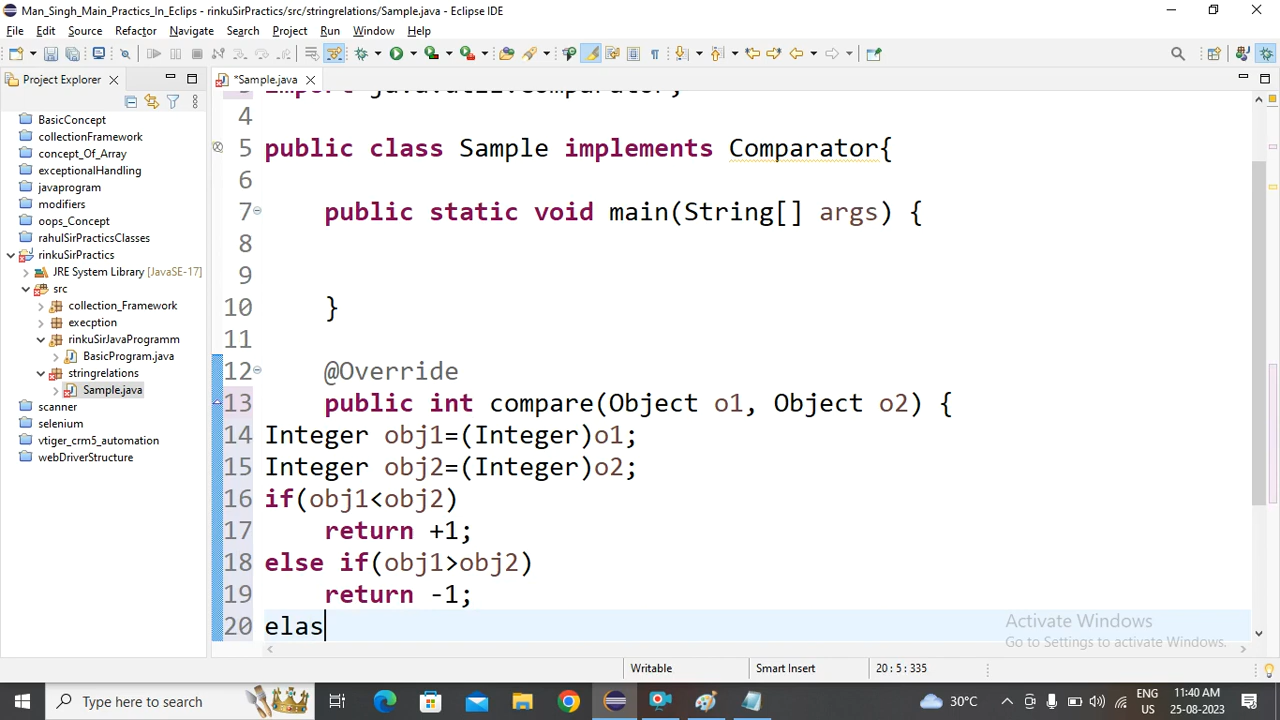 Man_Singh_Main_Practics_In_Eclips - rinkuSirPractics/src/stringrelations/Sample.java - Eclipse IDE
File Edit Source Refactor Navigate Search Project Run Window Help
Project Explorer
*Sample.java
BasicConcept
collectionFramework
concept_Of_Array
exceptionalHandling
javaprogram
modifiers
oops_Concept
rahulSirPracticsClasses
rinkuSirPractics
JRE System Library [JavaSE-17]
src
collection_Framework
execption
rinkuSirJavaProgramm
BasicProgram.java
stringrelations
Sample.java
scanner
selenium
vtiger_crm5_automation
webDriverStructure
3 import java.util.Comparator;
4
5 public class Sample implements Comparator{
6
7 public static void main(String[] args) {
8
9
10 }
11
12 @Override
13 public int compare(Object o1, Object o2) {
14 Integer obj1=(Integer)o1;
15 Integer obj2=(Integer)o2;
16 if(obj1<obj2)
17 return +1;
18 else if(obj1>obj2)
19 return -1;
20 elas
Activate Windows
Go to Settings to activate Windows.
Writable Smart Insert 20 : 5 : 335
Type here to search
30°C
ENG
US
11:40 AM
25-08-2023